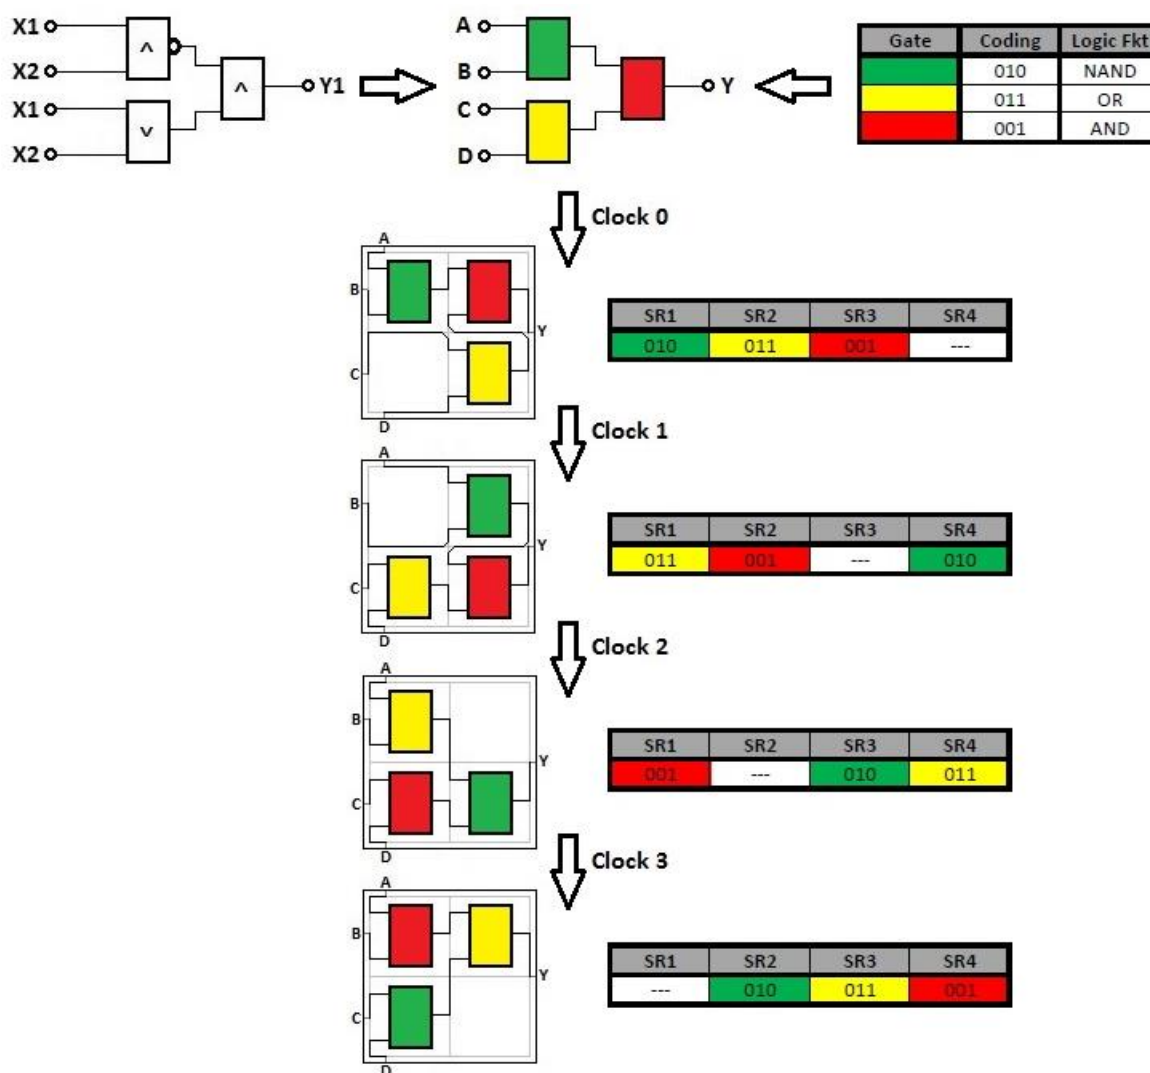 X1
^
X2
^
Y1
X1
v
X2
A
B
C
D
Y
Gate Coding Logic Fkt
010 NAND
011 OR
001 AND
Clock 0
A
B
Y
C
D
SR1 SR2 SR3 SR4
010 011 001 ---
Clock 1
A
B
Y
C
D
SR1 SR2 SR3 SR4
011 001 --- 010
Clock 2
A
B
Y
C
D
SR1 SR2 SR3 SR4
001 --- 010 011
Clock 3
A
B
Y
C
D
SR1 SR2 SR3 SR4
--- 010 011 001